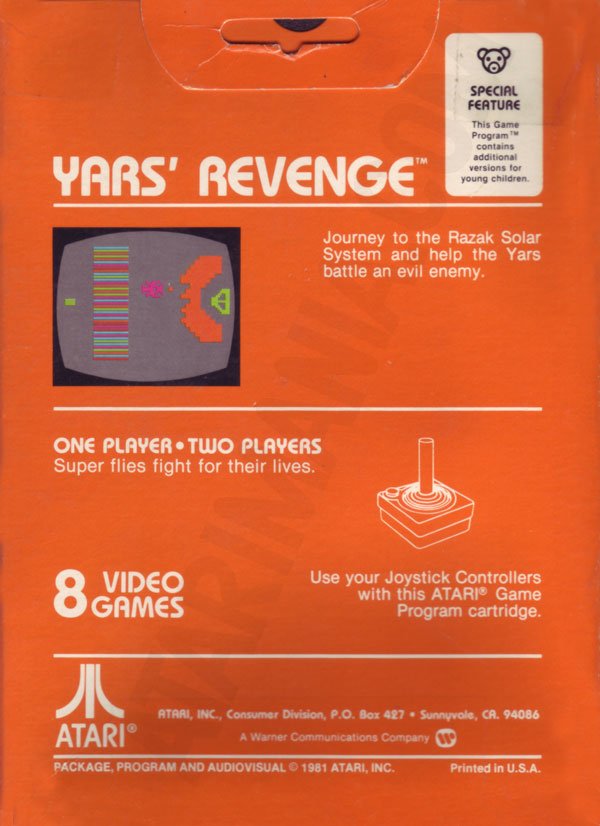 SPECIAL
FEATURE
This Game
Program™
contains
additional
versions for
young children.
YARS' REVENGE™
Journey to the Razak Solar
System and help the Yars
battle an evil enemy.
ONE PLAYER • TWO PLAYERS
Super flies fight for their lives.
8 VIDEO
GAMES
Use your Joystick Controllers
with this ATARI® Game
Program cartridge.
ATARI®
ATARI, INC., Consumer Division, P.O. Box 427 • Sunnyvale, CA. 94086
A Warner Communications Company
PACKAGE, PROGRAM AND AUDIOVISUAL © 1981 ATARI, INC.
Printed in U.S.A.
ATARIMANIA.COM